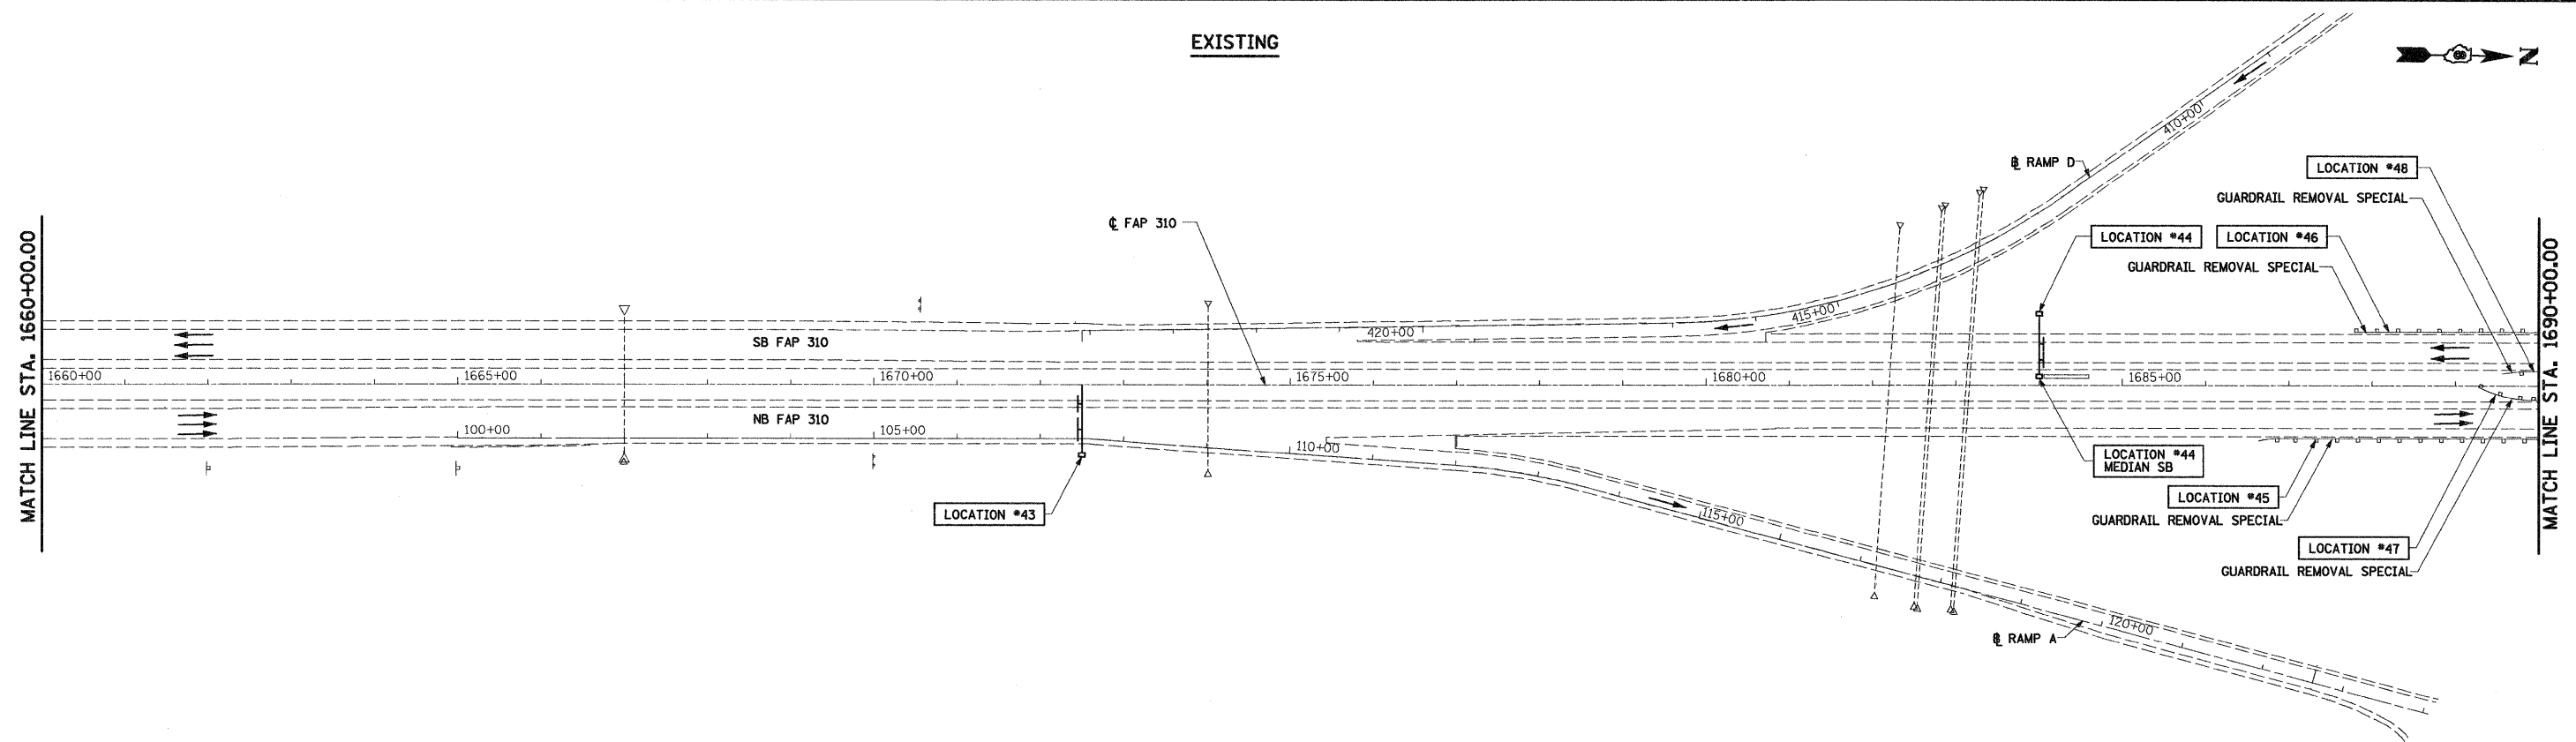 EXISTING
N
410+00
℄ RAMP D
LOCATION #48
GUARDRAIL REMOVAL SPECIAL
℄ FAP 310
LOCATION #44
LOCATION #46
GUARDRAIL REMOVAL SPECIAL
MATCH LINE STA. 1660+00.00
MATCH LINE STA. 1690+00.00
415+00
420+00
SB FAP 310
1660+00
1665+00
1670+00
1675+00
1680+00
1685+00
NB FAP 310
100+00
105+00
110+00
LOCATION #44
MEDIAN SB
LOCATION #45
GUARDRAIL REMOVAL SPECIAL
LOCATION #43
115+00
LOCATION #47
GUARDRAIL REMOVAL SPECIAL
120+00
℄ RAMP A